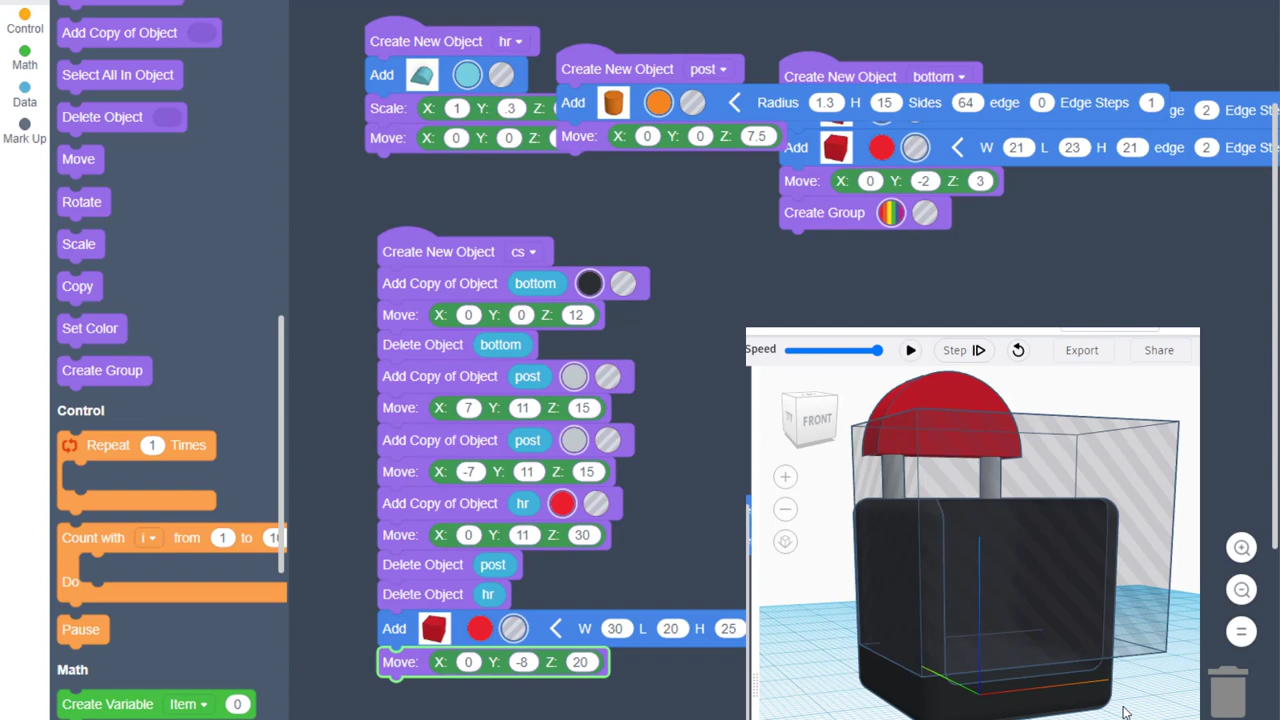 Control
Math
Data
Mark Up
Add Copy of Object
Select All In Object
Delete Object
Move
Rotate
Scale
Copy
Set Color
Create Group
Control
Repeat 1 Times
Count with i from 1 to
Do
Pause
Math
Create Variable Item 0
Create New Object hr
Add
Scale: X: 1 Y: .3 Z:
Move: X: 0 Y: 0 Z:
Create New Object post
Add Radius 1.3 H 15 Sides 64 edge 0 Edge Steps 1
Move: X: 0 Y: 0 Z: 7.5
Create New Object bottom
ge 2 Edge Ste
Add W 21 L 23 H 21 edge 2 Edge Ste
Move: X: 0 Y: -2 Z: 3
Create Group
Create New Object cs
Add Copy of Object bottom
Move: X: 0 Y: 0 Z: 12
Delete Object bottom
Add Copy of Object post
Move: X: 7 Y: 11 Z: 15
Add Copy of Object post
Move: X: -7 Y: 11 Z: 15
Add Copy of Object hr
Move: X: 0 Y: 11 Z: 30
Delete Object post
Delete Object hr
Add W 30 L 20 H 25
Move: X: 0 Y: -8 Z: 20
Speed Step Export Share
FRONT